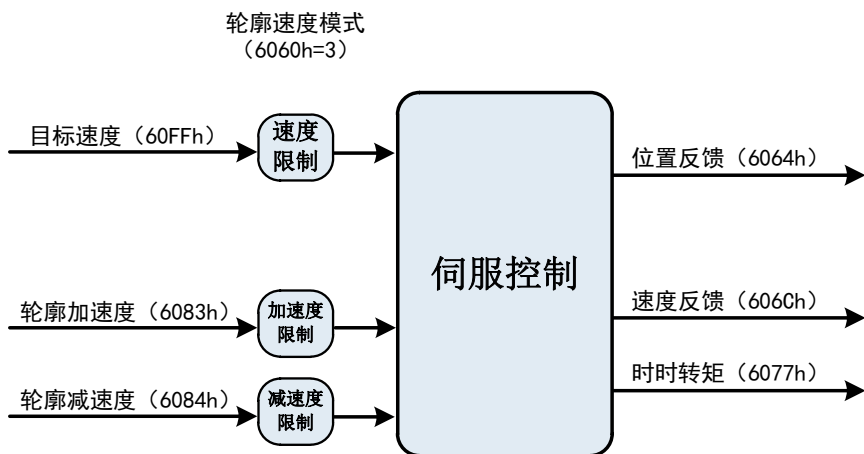 轮廓速度模式
（6060h=3）
目标速度（60FFh）
速度
限制
位置反馈（6064h）
伺服控制
轮廓加速度（6083h）
加速度
限制
速度反馈（606Ch）
轮廓减速度（6084h）
减速度
限制
时时转矩（6077h）